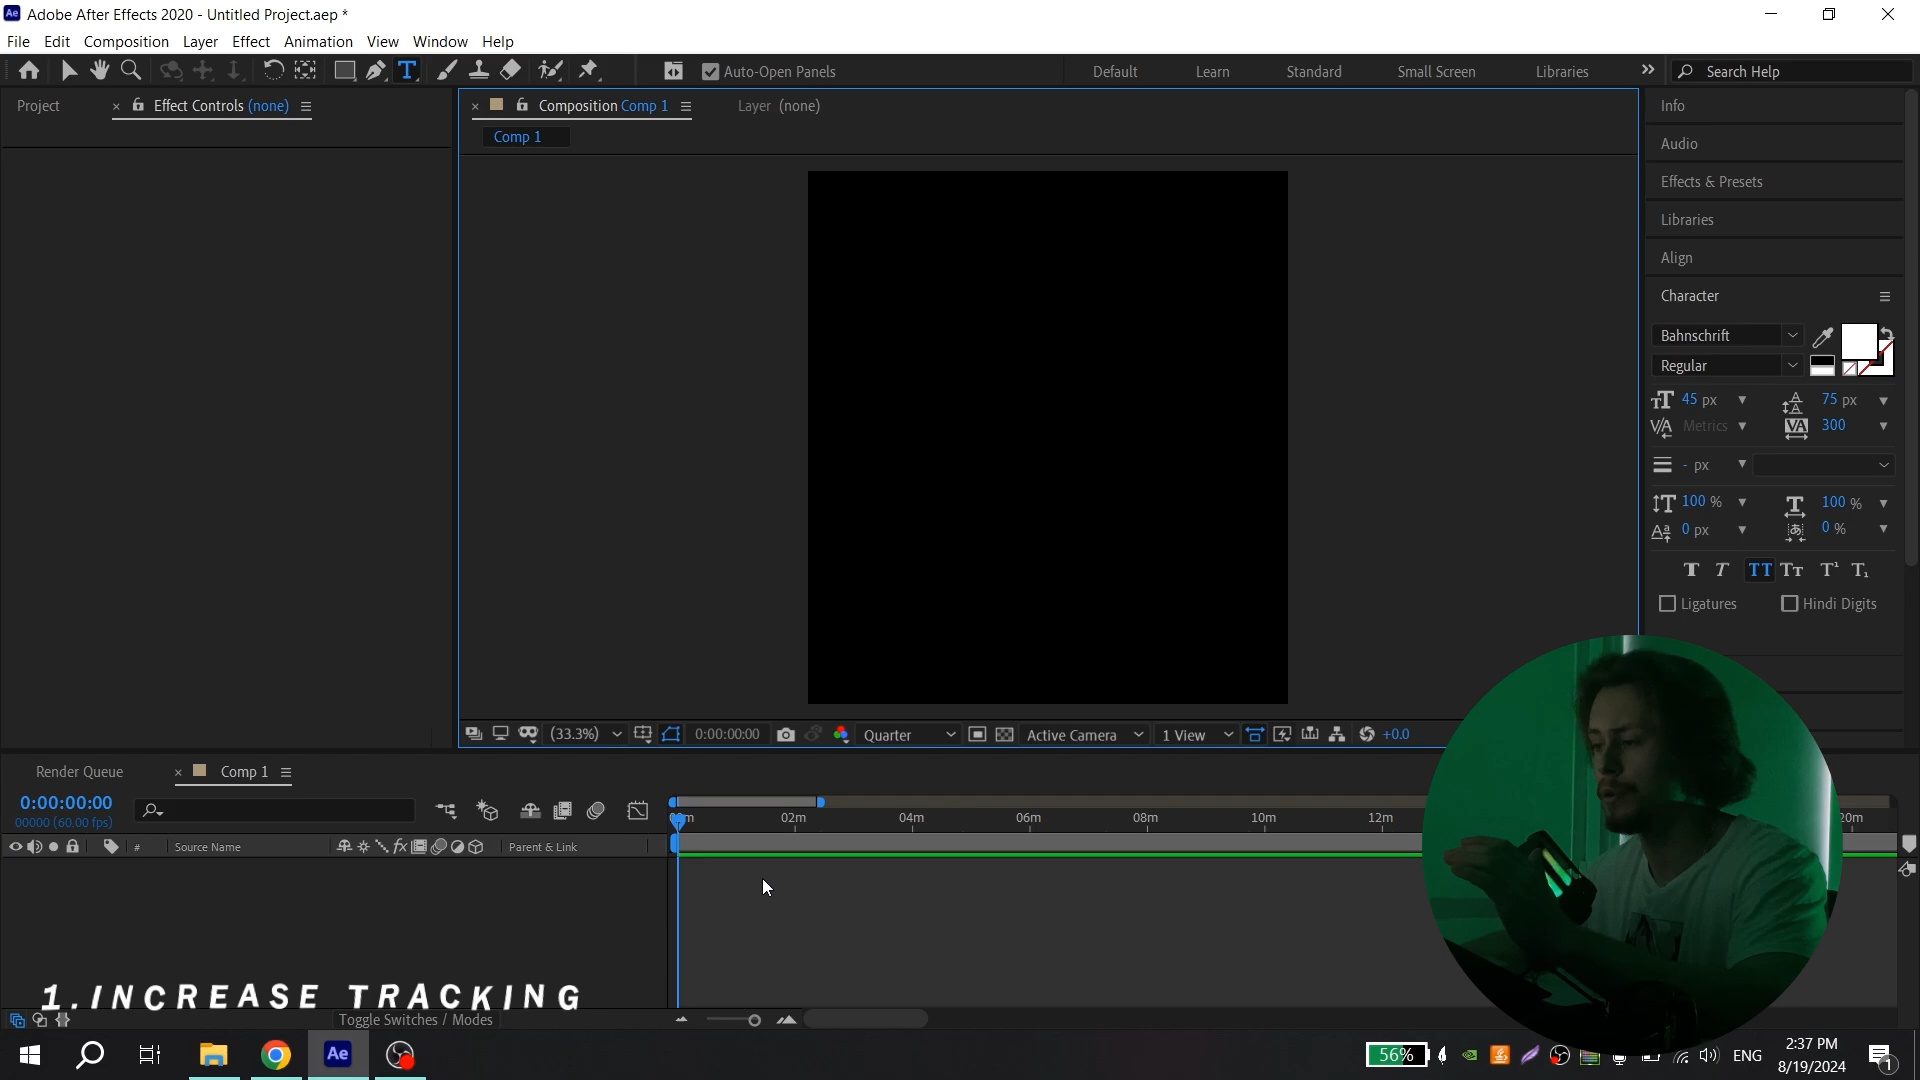 Adobe After Effects 2020 - Untitled Project.aep *
File Edit Composition Layer Effect Animation View Window Help
Auto-Open Panels Default Learn Standard Small Screen Libraries Search Help
Project Effect Controls (none) Composition Comp 1 Layer (none)
Comp 1
Info
Audio
Effects & Presets
Libraries
Align
Character
Bahnschrift
Regular
45 px 75 px
Metrics 300
- px
100 % 100 %
0 px 0 %
Ligatures Hindi Digits
(33.3%) 0:00:00:00 Quarter Active Camera 1 View +0.0
Render Queue Comp 1
0:00:00:00
00000 (60.00 fps)
02m 04m 06m 08m 10m 12m 20m
# Source Name Parent & Link
1.INCREASE TRACKING
Toggle Switches / Modes
Ae 56% ENG 2:37 PM
8/19/2024 1